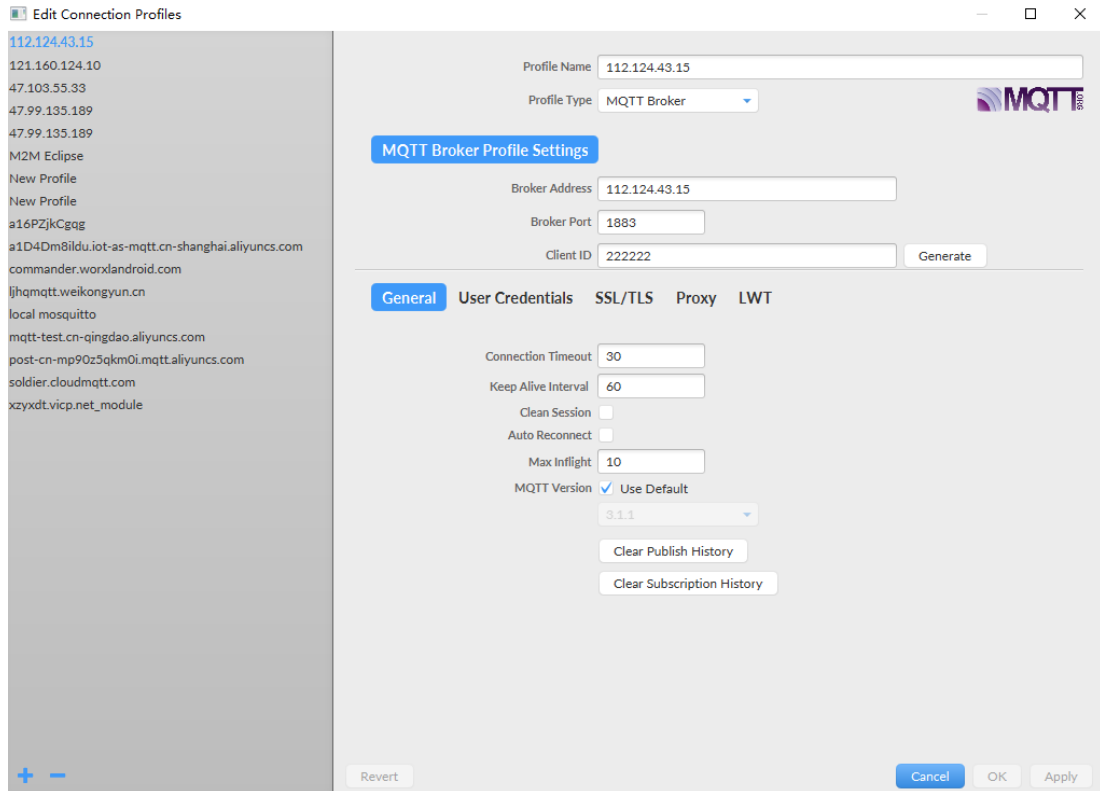 Edit Connection Profiles
112.124.43.15
121.160.124.10
47.103.55.33
47.99.135.189
47.99.135.189
M2M Eclipse
New Profile
New Profile
a16PZjkCgqg
a1D4Dm8ildu.iot-as-mqtt.cn-shanghai.aliyuncs.com
commander.worxlandroid.com
ljhqmqtt.weikongyun.cn
local mosquitto
mqtt-test.cn-qingdao.aliyuncs.com
post-cn-mp90z5qkm0i.mqtt.aliyuncs.com
soldier.cloudmqtt.com
xzyxdt.vicp.net_module
Profile Name 112.124.43.15
Profile Type MQTT Broker
MQTT.ORG
MQTT Broker Profile Settings
Broker Address 112.124.43.15
Broker Port 1883
Client ID 222222 Generate
General User Credentials SSL/TLS Proxy LWT
Connection Timeout 30
Keep Alive Interval 60
Clean Session
Auto Reconnect
Max Inflight 10
MQTT Version Use Default
3.1.1
Clear Publish History
Clear Subscription History
Revert Cancel OK Apply